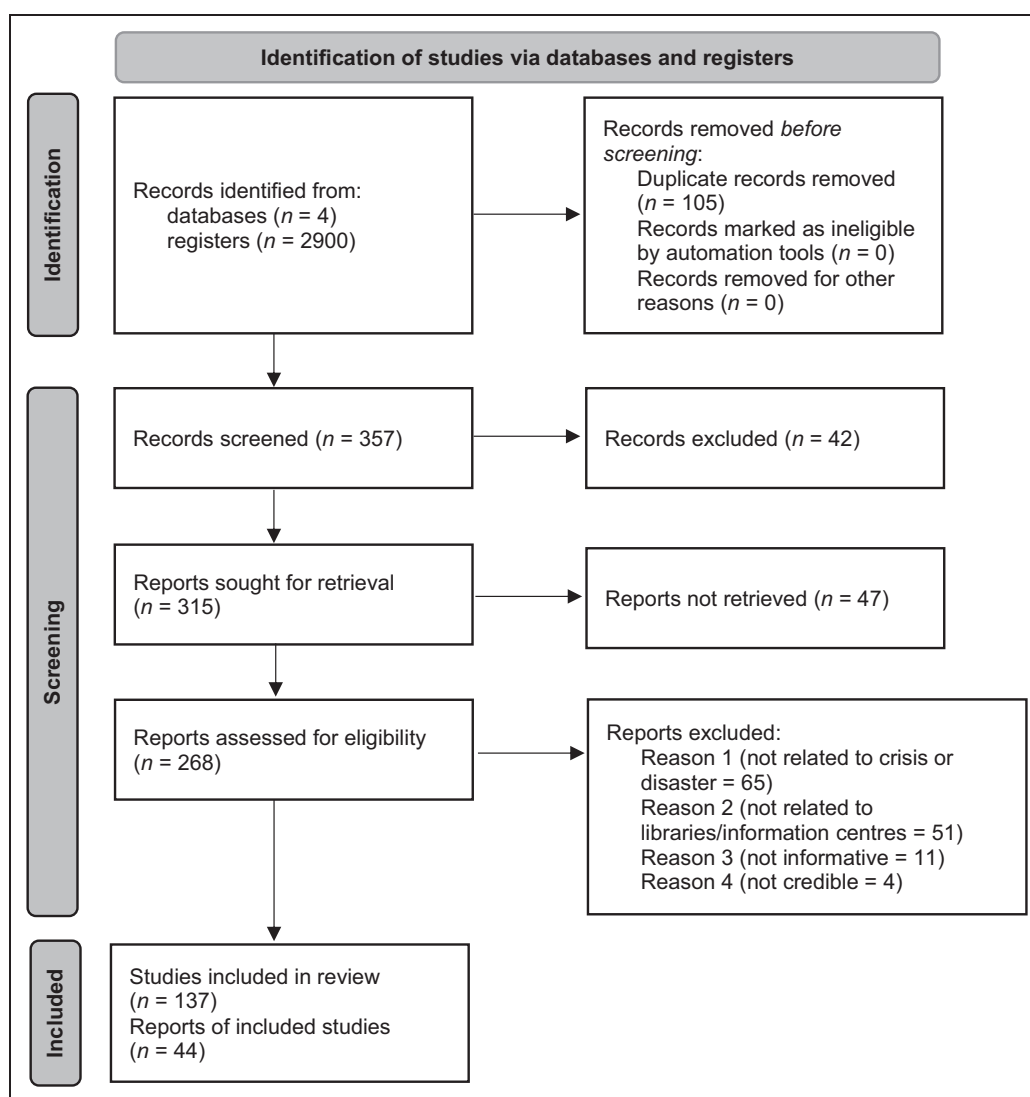 Identification of studies via databases and registers
Identification
Records identified from:
databases (n = 4)
registers (n = 2900)
Records removed before
screening:
Duplicate records removed
(n = 105)
Records marked as ineligible
by automation tools (n = 0)
Records removed for other
reasons (n = 0)
Screening
Records screened (n = 357)
Records excluded (n = 42)
Reports sought for retrieval
(n = 315)
Reports not retrieved (n = 47)
Reports assessed for eligibility
(n = 268)
Reports excluded:
Reason 1 (not related to crisis or
disaster = 65)
Reason 2 (not related to
libraries/information centres = 51)
Reason 3 (not informative = 11)
Reason 4 (not credible = 4)
Included
Studies included in review
(n = 137)
Reports of included studies
(n = 44)